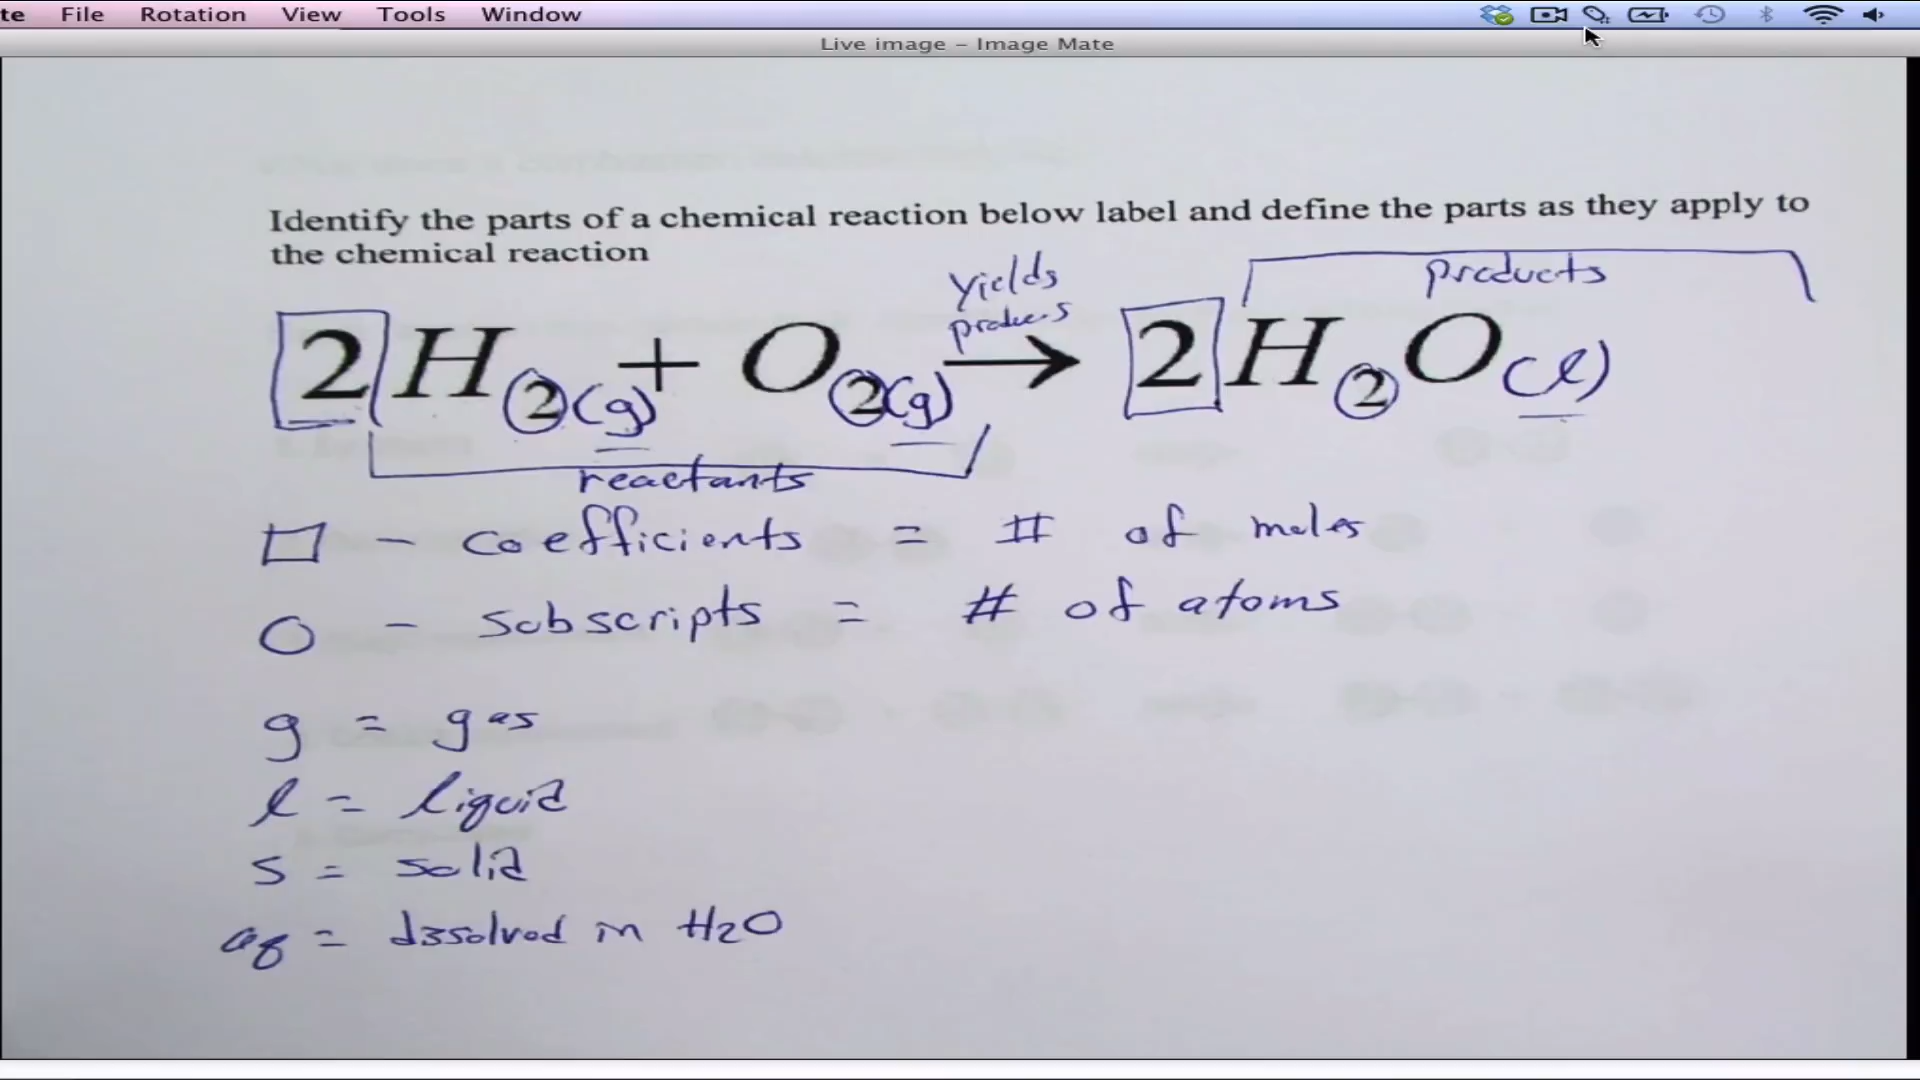 te File Rotation View Tools Window
Live image – Image Mate
Identify the parts of a chemical reaction below label and define the parts as they apply to
the chemical reaction
yields
produces
products
2H2(g) + O2(g) → 2H2O(l)
reactants
□ – coefficients = # of moles
O – subscripts = # of atoms
g = gas
l = liquid
s = solid
aq = dissolved in H2O